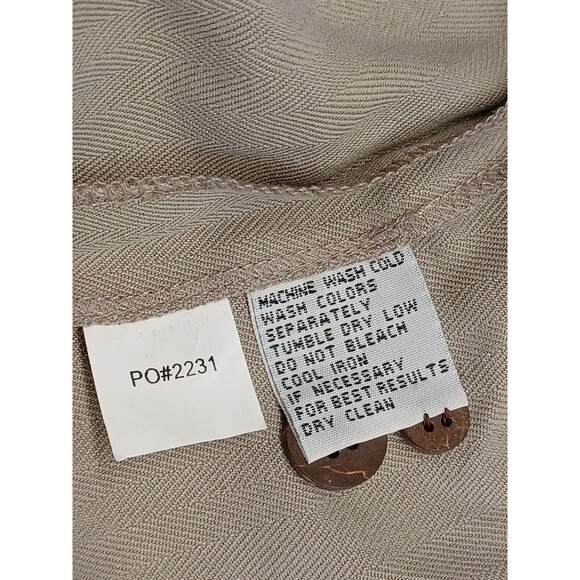 PO#2231
MACHINE WASH COLD
WASH COLORS
SEPARATELY
TUMBLE DRY LOW
DO NOT BLEACH
COOL IRON
IF NECESSARY
FOR BEST RESULTS
DRY CLEAN